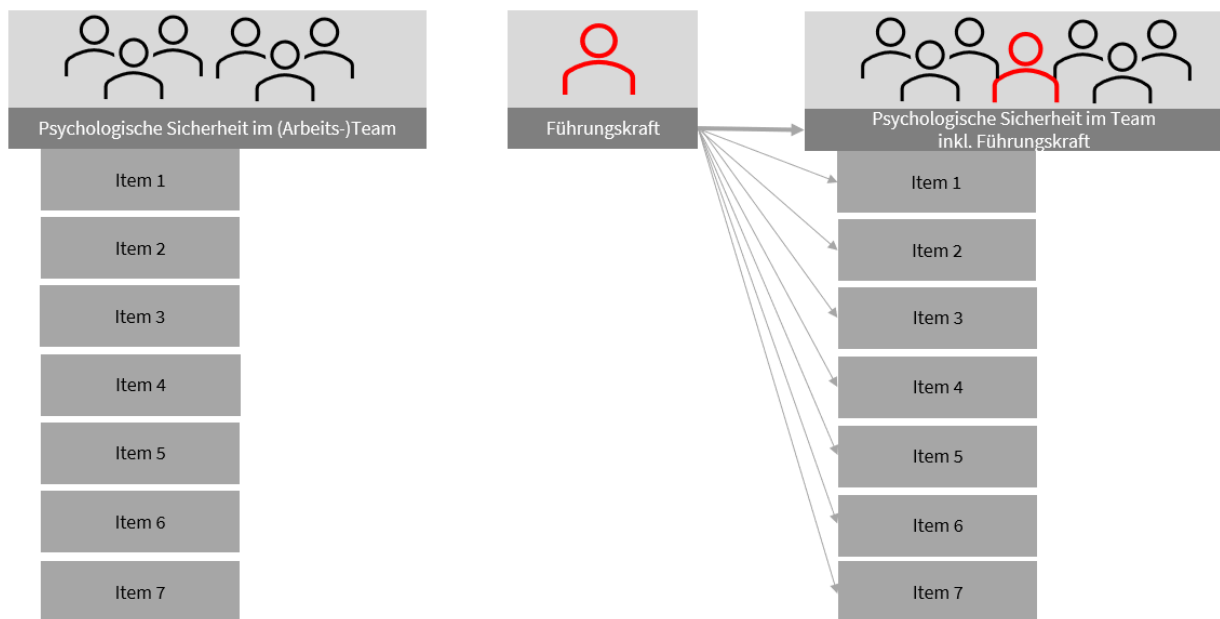 Psychologische Sicherheit im (Arbeits-)Team
Item 1
Item 2
Item 3
Item 4
Item 5
Item 6
Item 7
Führungskraft
Psychologische Sicherheit im Team
inkl. Führungskraft
Item 1
Item 2
Item 3
Item 4
Item 5
Item 6
Item 7